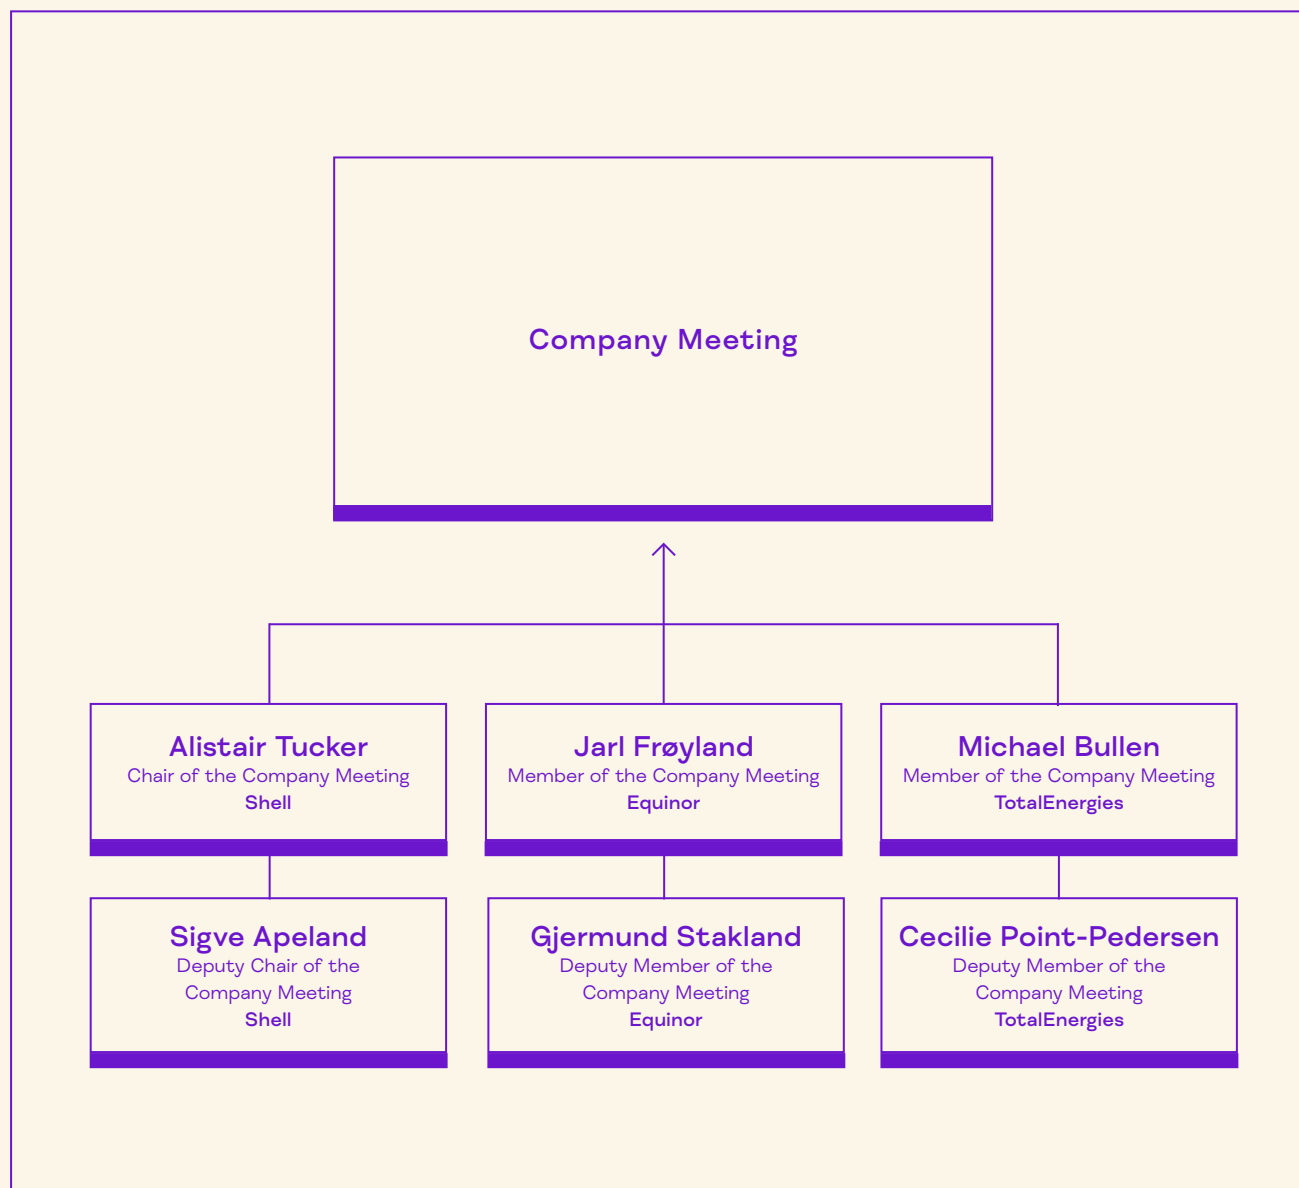 Company Meeting
Alistair Tucker
Chair of the Company Meeting
Shell
Jarl Frøyland
Member of the Company Meeting
Equinor
Michael Bullen
Member of the Company Meeting
TotalEnergies
Sigve Apeland
Deputy Chair of the
Company Meeting
Shell
Gjermund Stakland
Deputy Member of the
Company Meeting
Equinor
Cecilie Point-Pedersen
Deputy Member of the
Company Meeting
TotalEnergies